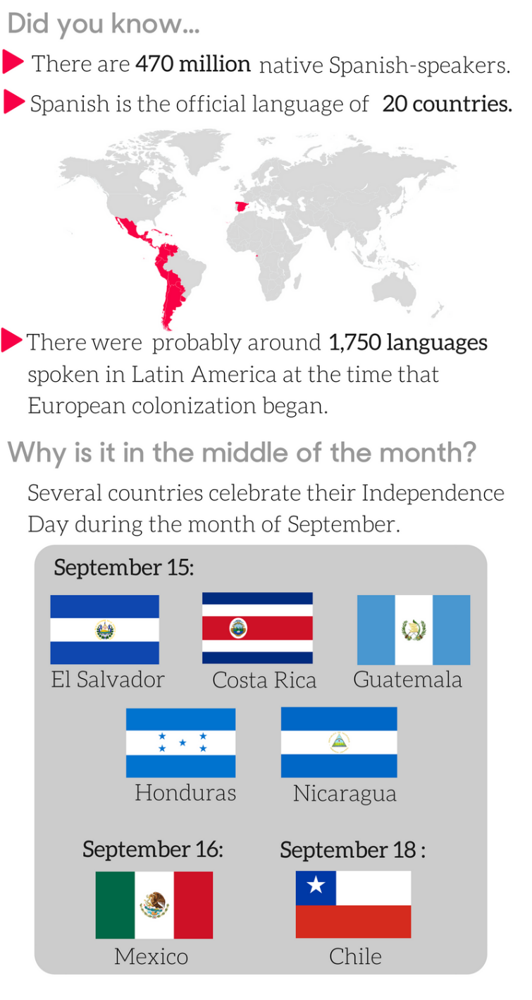 Did you know...
There are 470 million native Spanish-speakers.
Spanish is the official language of 20 countries.
There were probably around 1,750 languages
spoken in Latin America at the time that
European colonization began.
Why is it in the middle of the month?
Several countries celebrate their Independence
Day during the month of September.
September 15:
El Salvador
Costa Rica
Guatemala
Honduras
Nicaragua
September 16:
September 18 :
Mexico
Chile